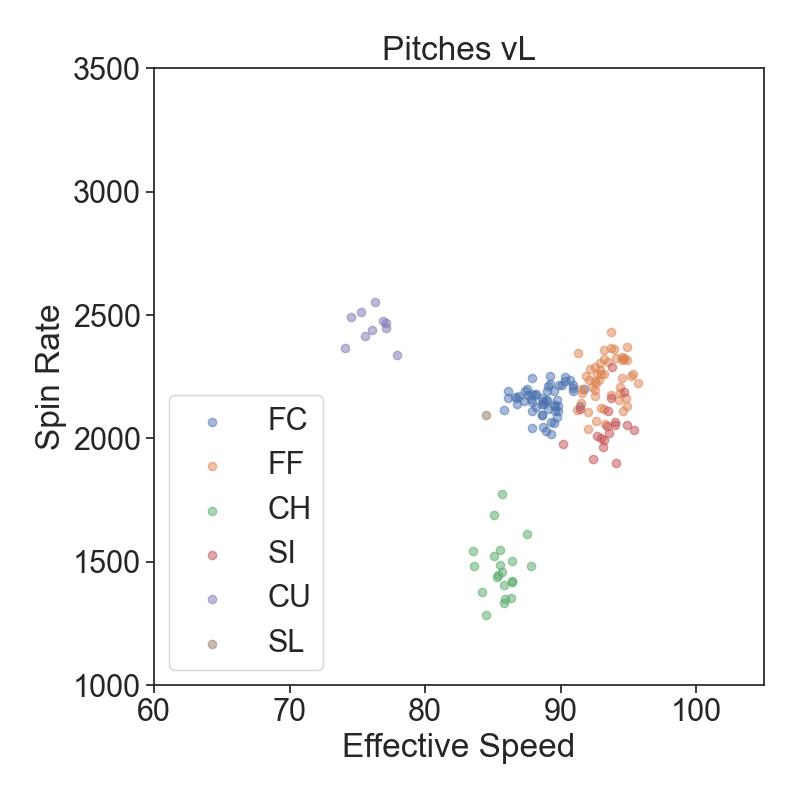 Pitches vL
3500
3000
2500
2000
1500
1000
Spin Rate
FC
FF
CH
SI
CU
SL
60 70 80 90 100
Effective Speed